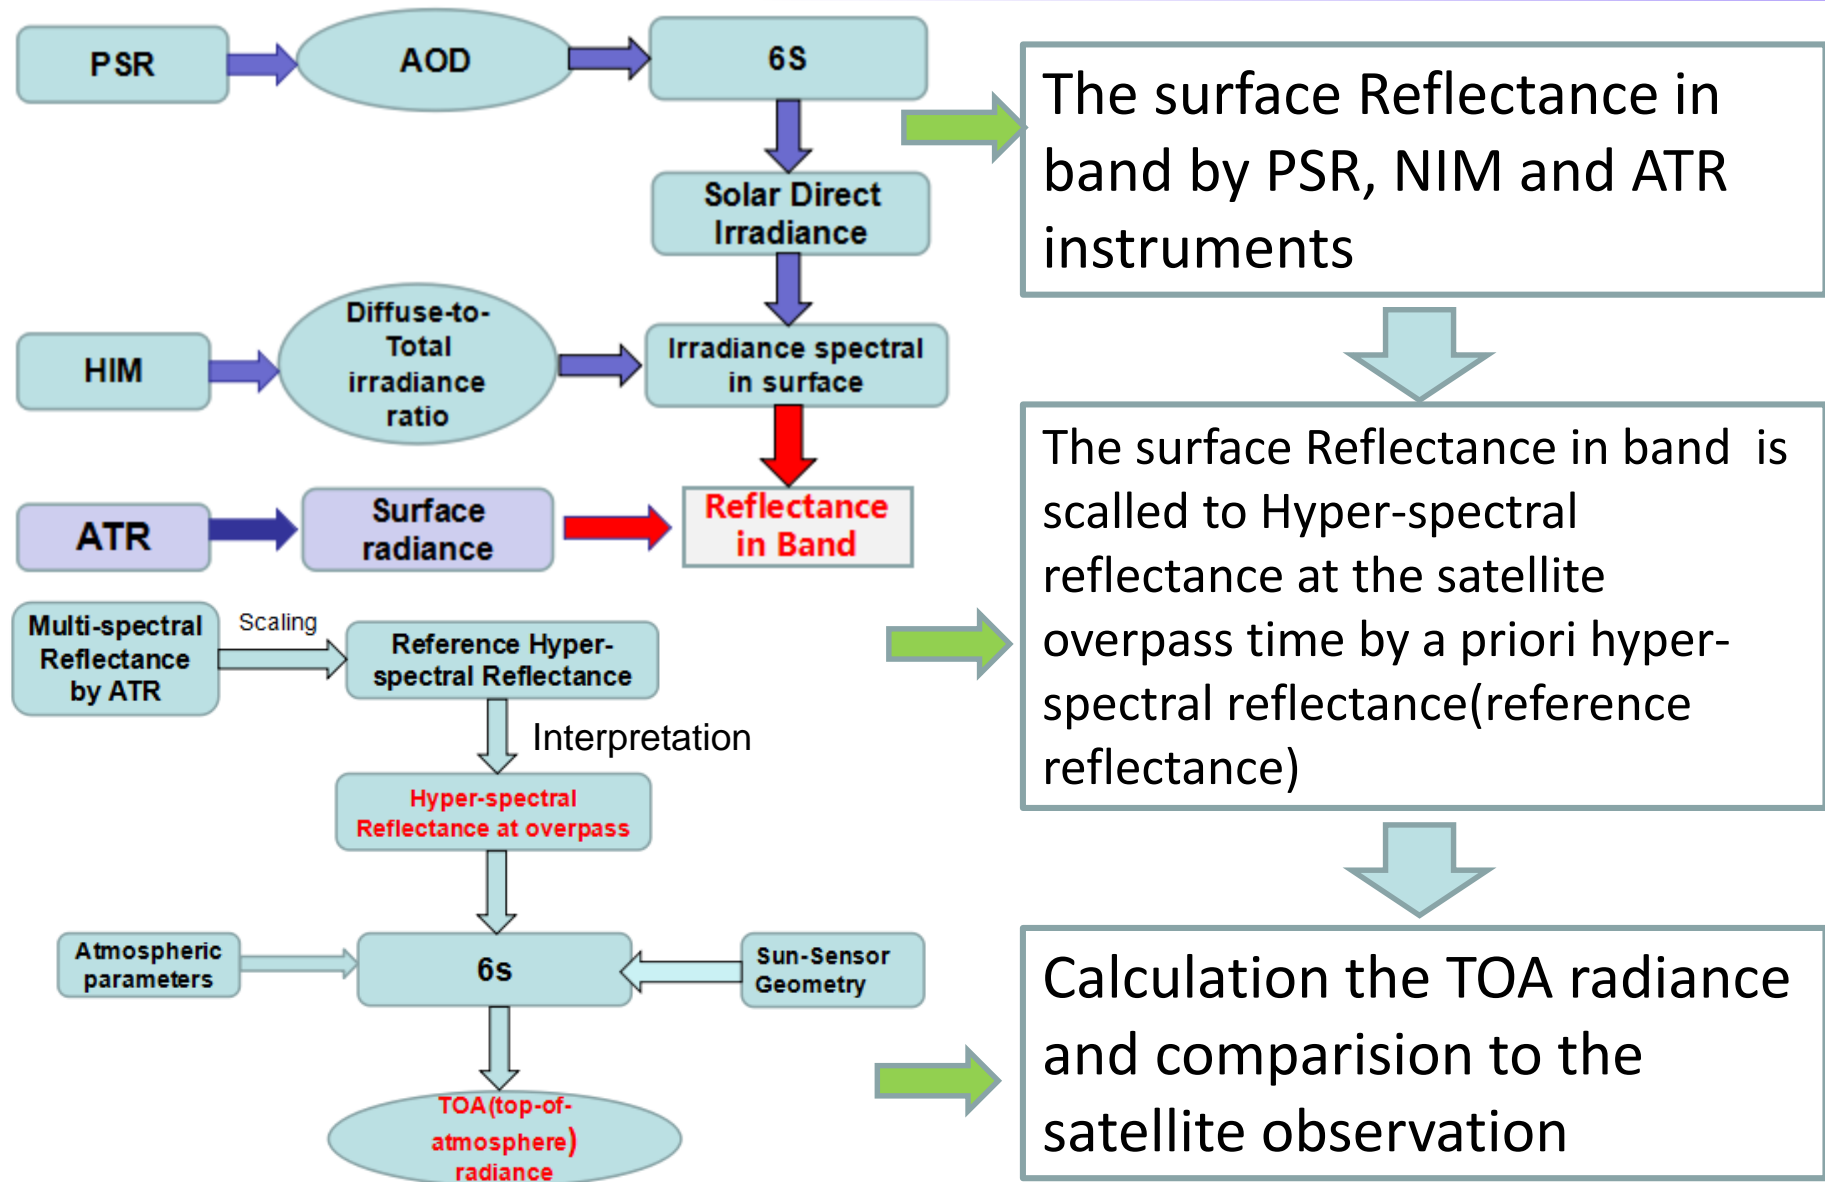 PSR
AOD
6S
Solar Direct
Irradiance
HIM
Diffuse-to-
Total
irradiance
ratio
Irradiance spectral
in surface
ATR
Surface
radiance
Reflectance
in Band
Multi-spectral
Reflectance
by ATR
Scaling
Reference Hyper-
spectral Reflectance
Interpretation
Hyper-spectral
Reflectance at overpass
Atmospheric
parameters
6s
Sun-Sensor
Geometry
TOA(top-of-
atmosphere)
radiance
The surface Reflectance in
band by PSR, NIM and ATR
instruments
The surface Reflectance in band is
scalled to Hyper-spectral
reflectance at the satellite
overpass time by a priori hyper-
spectral reflectance(reference
reflectance)
Calculation the TOA radiance
and comparision to the
satellite observation